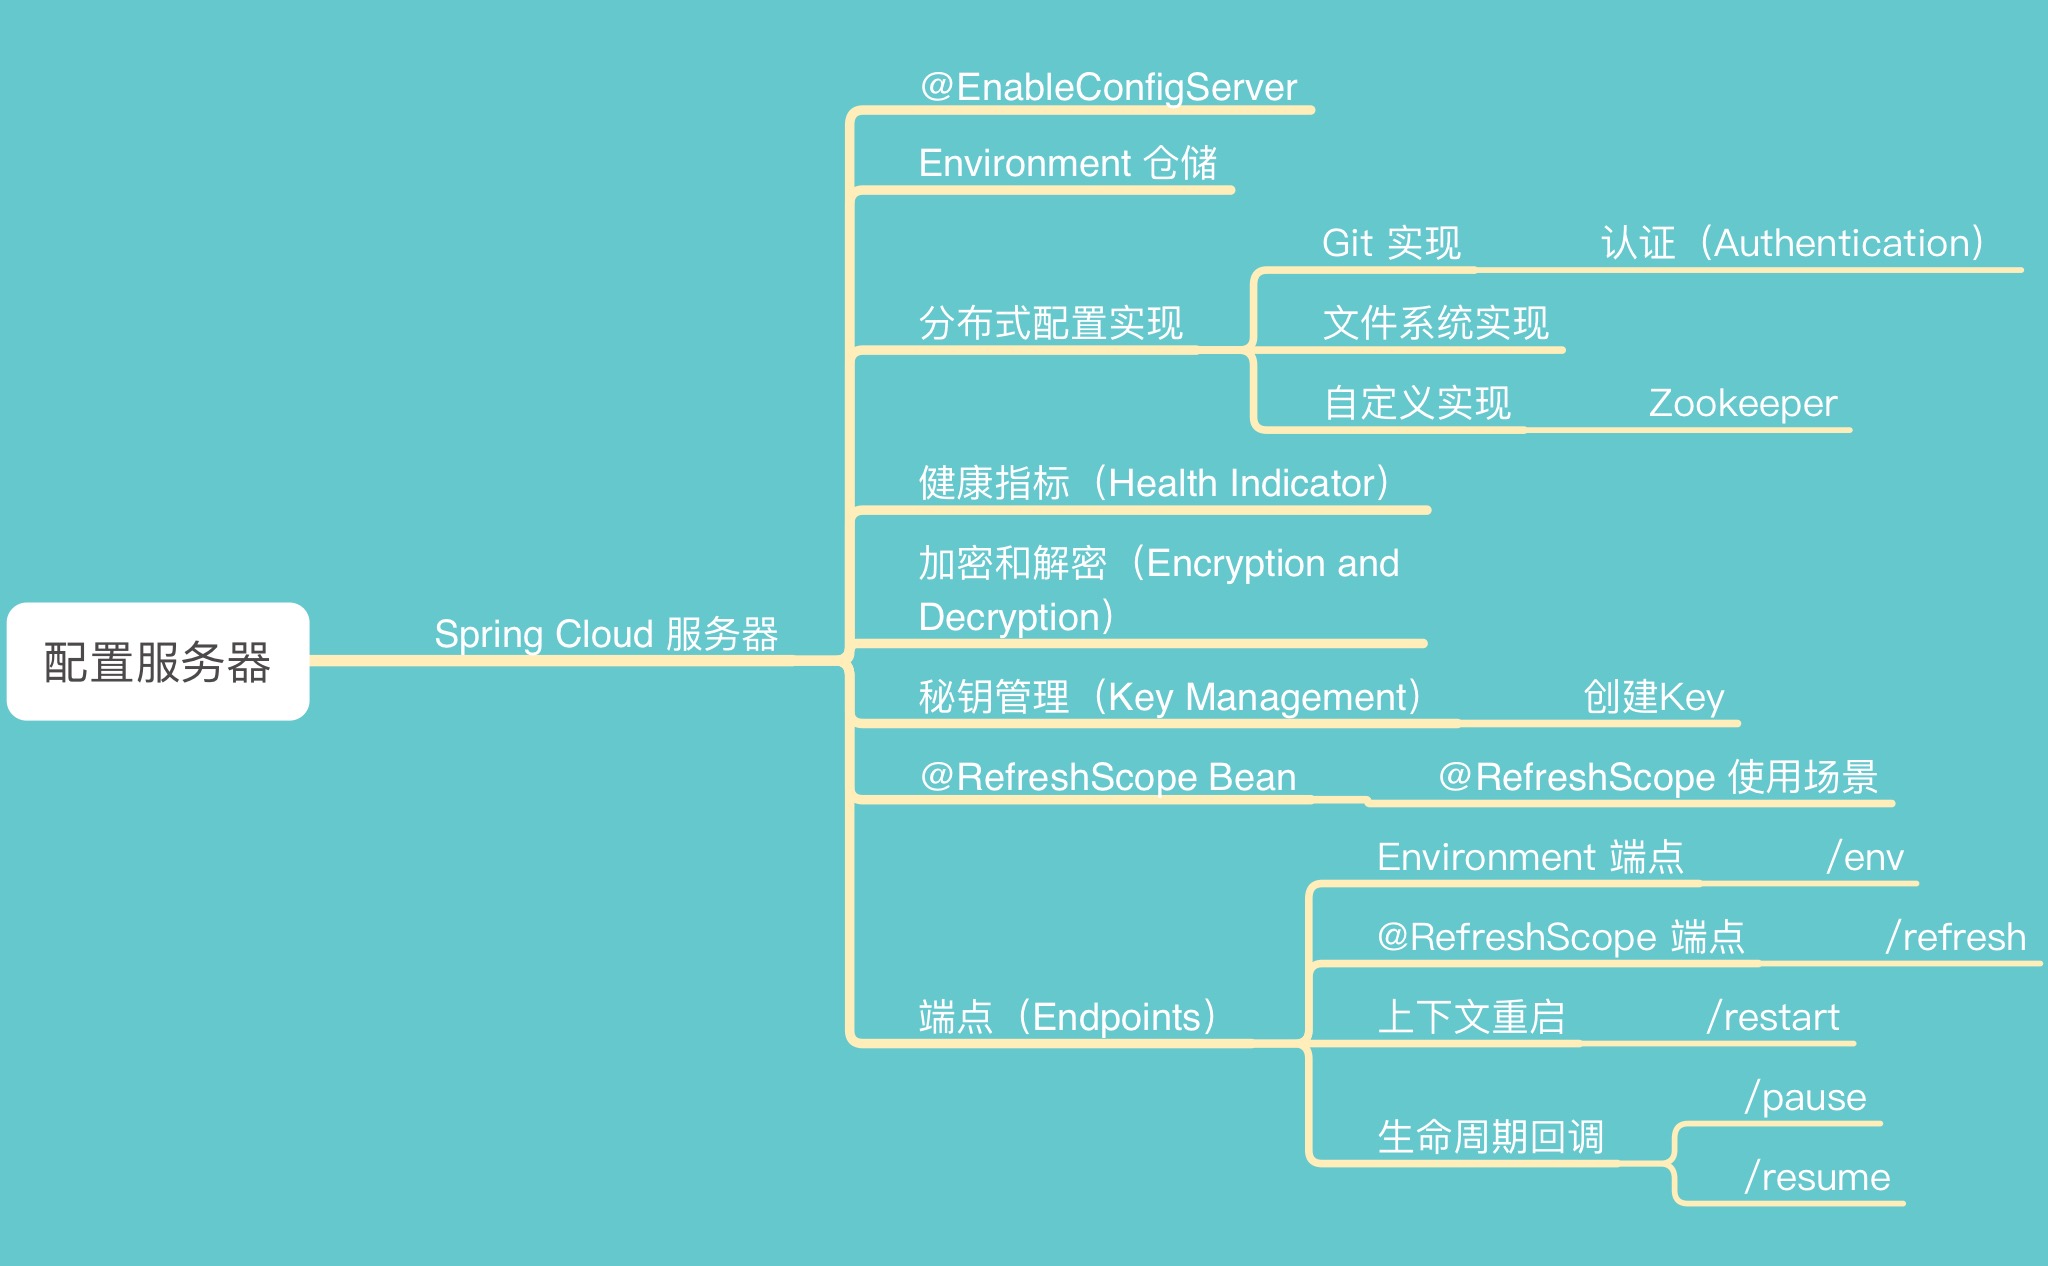 配置服务器
Spring Cloud 服务器
@EnableConfigServer
Environment 仓储
分布式配置实现
Git 实现
认证（Authentication）
文件系统实现
自定义实现
Zookeeper
健康指标（Health Indicator）
加密和解密（Encryption and
Decryption）
秘钥管理（Key Management）
创建Key
@RefreshScope Bean
@RefreshScope 使用场景
端点（Endpoints）
Environment 端点
/env
@RefreshScope 端点
/refresh
上下文重启
/restart
生命周期回调
/pause
/resume